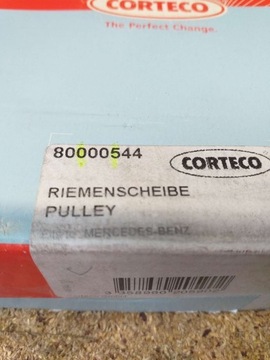 CORTECO
The Perfect Change.
80000544
CORTECO
RIEMENSCHEIBE
PULLEY
MERCEDES-BENZ